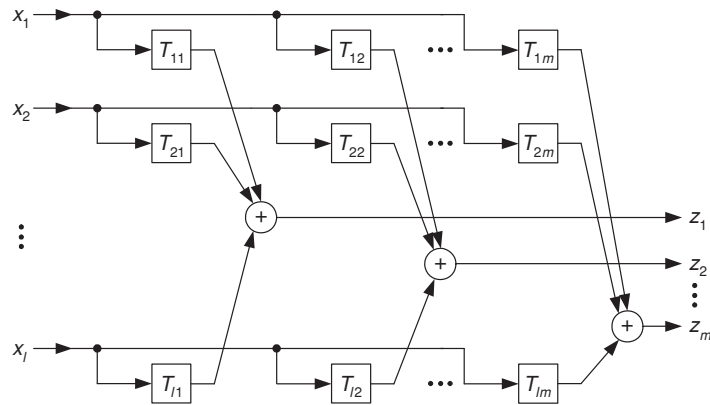 x₁ T₁₁ T₁₂ ••• T₁ₘ
x₂ T₂₁ T₂₂ ••• T₂ₘ
+ z₁
+ z₂
+ zₘ
xₗ Tₗ₁ Tₗ₂ ••• Tₗₘ